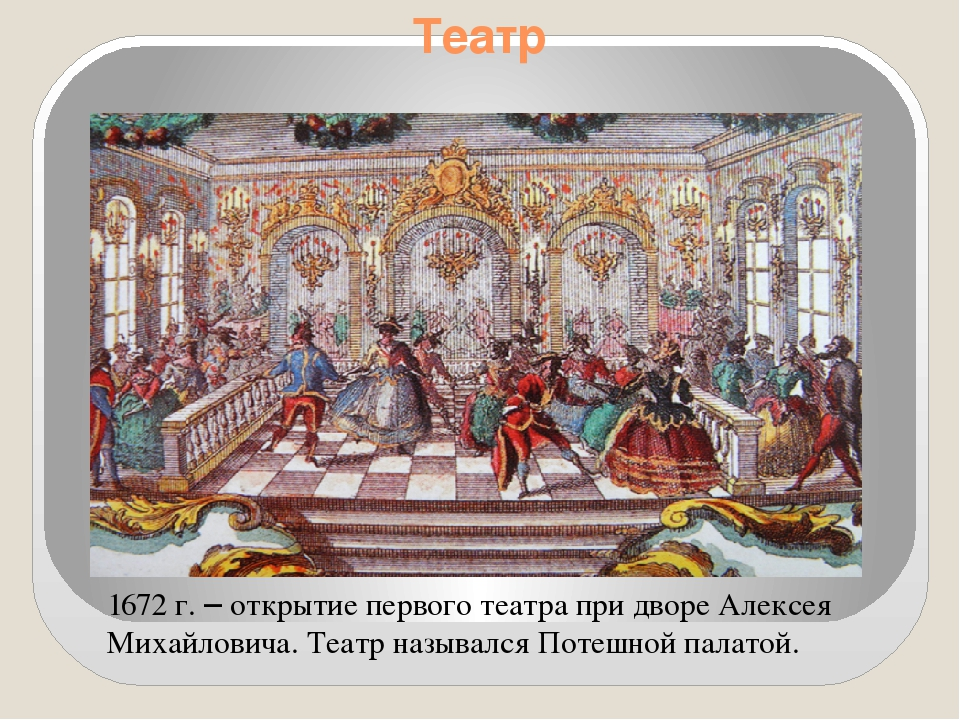 Театр
1672 г. – открытие первого театра при дворе Алексея
Михайловича. Театр назывался Потешной палатой.